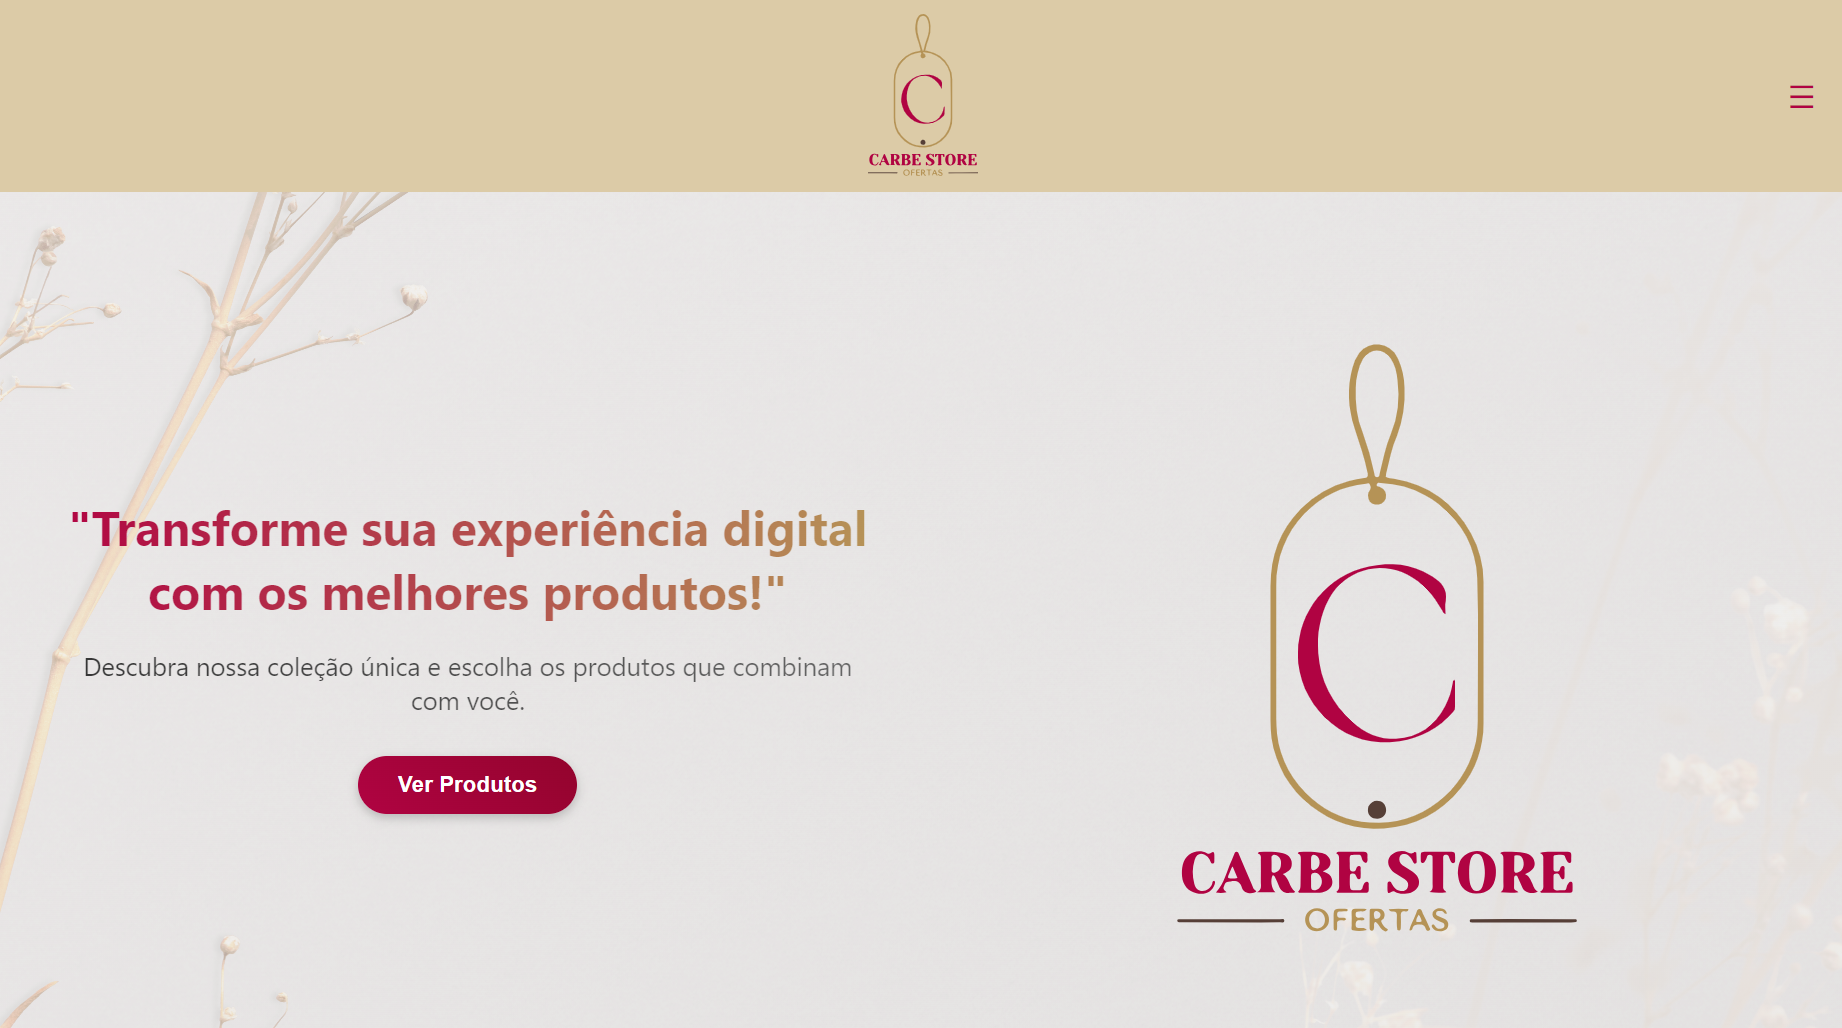 C
CARBE STORE
OFERTAS
"Transforme sua experiência digital
com os melhores produtos!"
Descubra nossa coleção única e escolha os produtos que combinam
com você.
Ver Produtos
C
CARBE STORE
OFERTAS